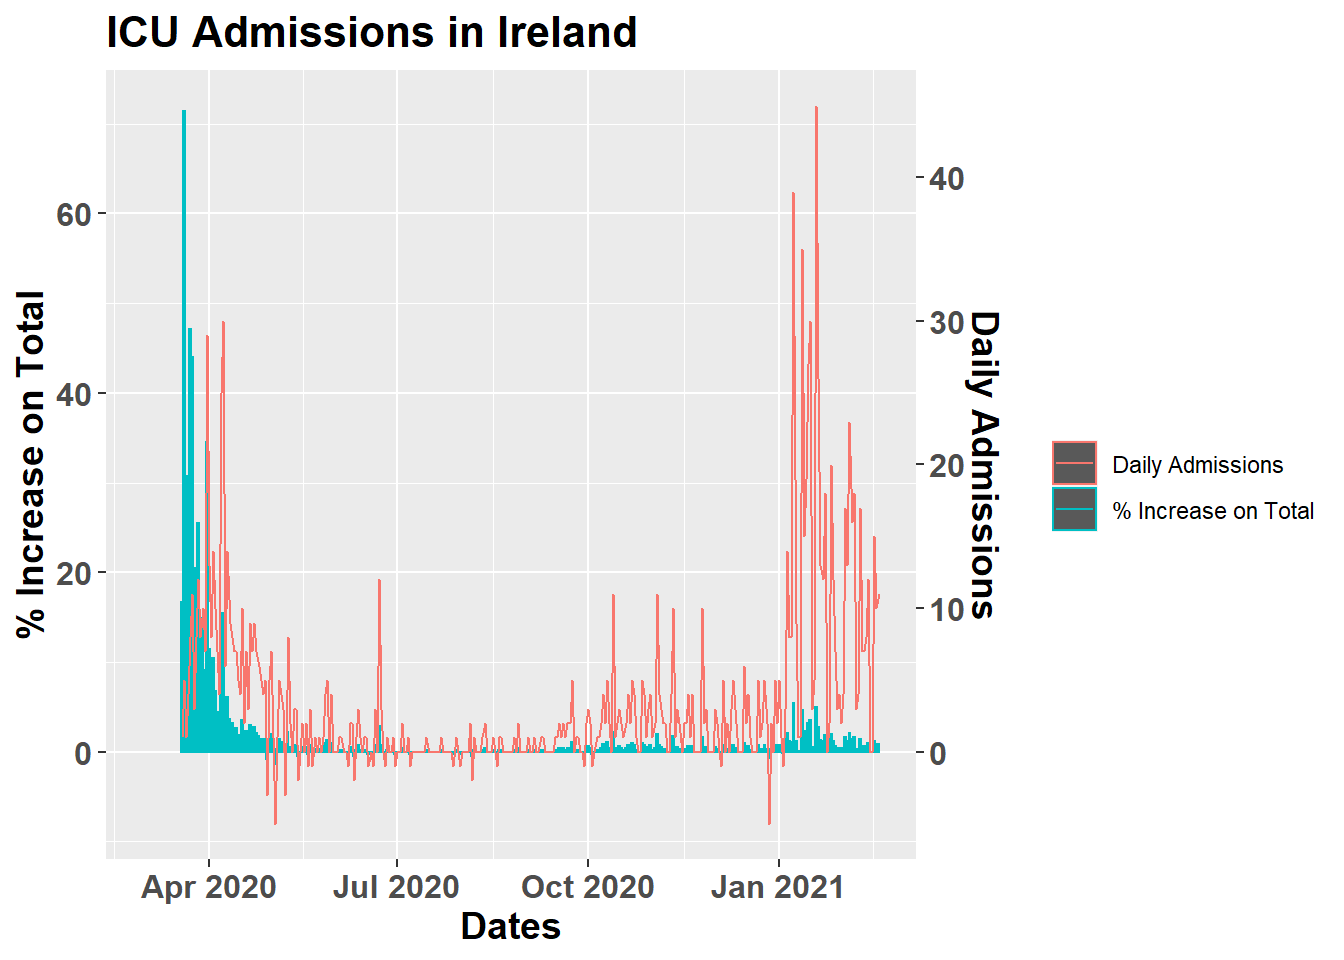 ICU Admissions in Ireland
% Increase on Total
60
40
20
0
40
30
20
10
0
Daily Admissions
Daily Admissions
% Increase on Total
Apr 2020
Jul 2020
Oct 2020
Jan 2021
Dates